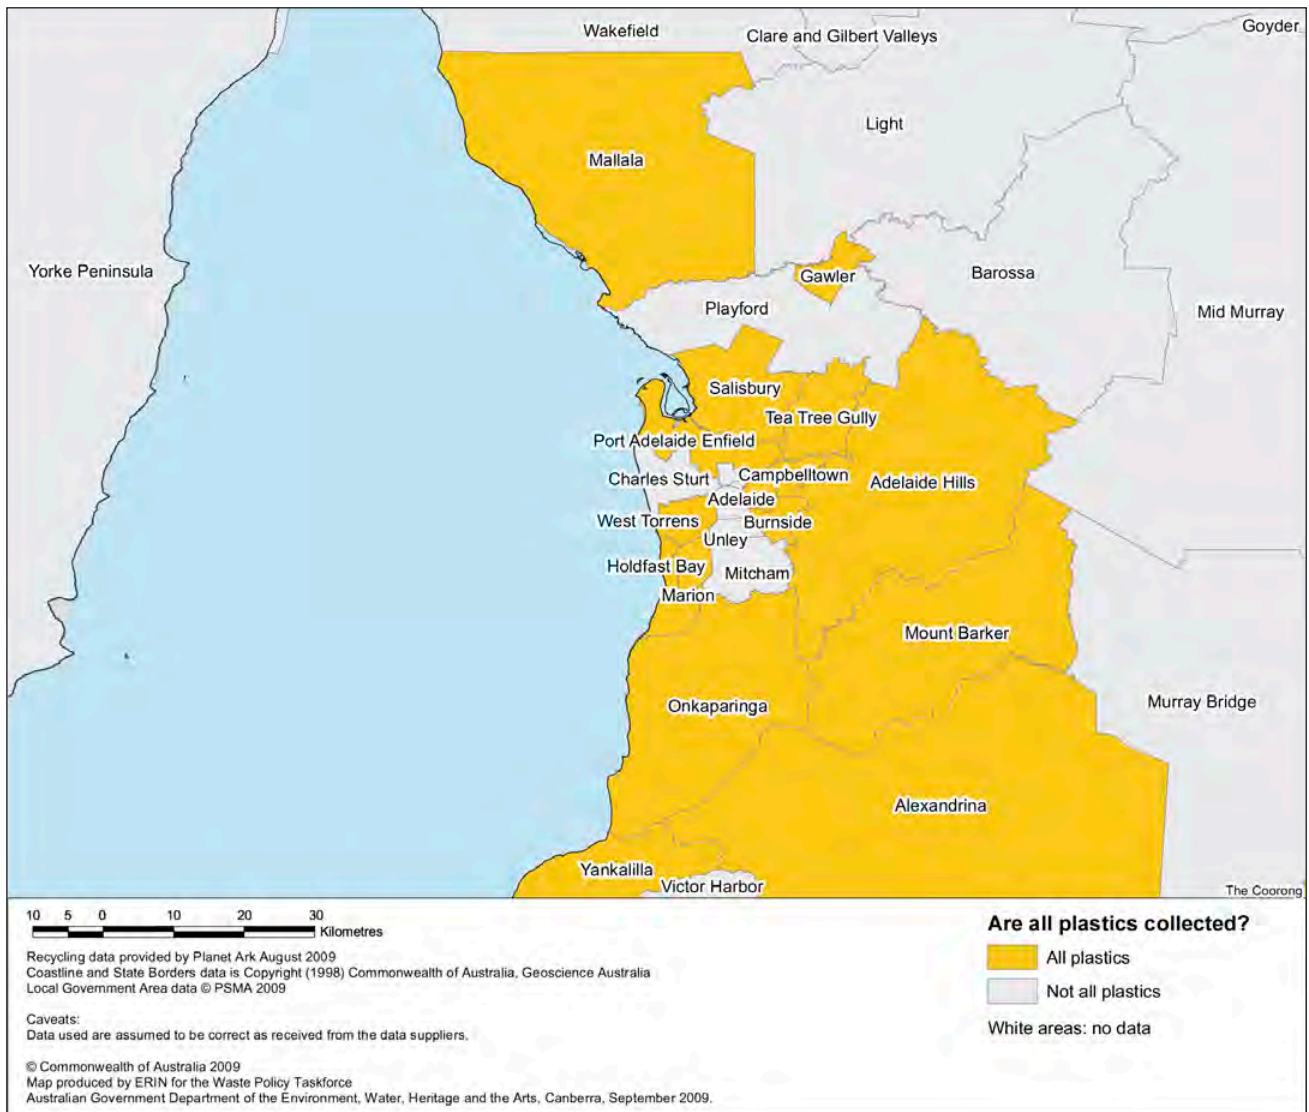 Wakefield
Clare and Gilbert Valleys
Goyder
Light
Mallala
Yorke Peninsula
Gawler
Barossa
Playford
Mid Murray
Salisbury
Tea Tree Gully
Port Adelaide Enfield
Charles Sturt
Campbelltown
Adelaide Hills
Adelaide
West Torrens
Burnside
Unley
Holdfast Bay
Mitcham
Marion
Mount Barker
Onkaparinga
Murray Bridge
Alexandrina
Yankalilla
Victor Harbor
The Coorong
10 5 0 10 20 30
Kilometres
Recycling data provided by Planet Ark August 2009
Coastline and State Borders data is Copyright (1998) Commonwealth of Australia, Geoscience Australia
Local Government Area data © PSMA 2009
Caveats:
Data used are assumed to be correct as received from the data suppliers.
© Commonwealth of Australia 2009
Map produced by ERIN for the Waste Policy Taskforce
Australian Government Department of the Environment, Water, Heritage and the Arts, Canberra, September 2009.
Are all plastics collected?
All plastics
Not all plastics
White areas: no data